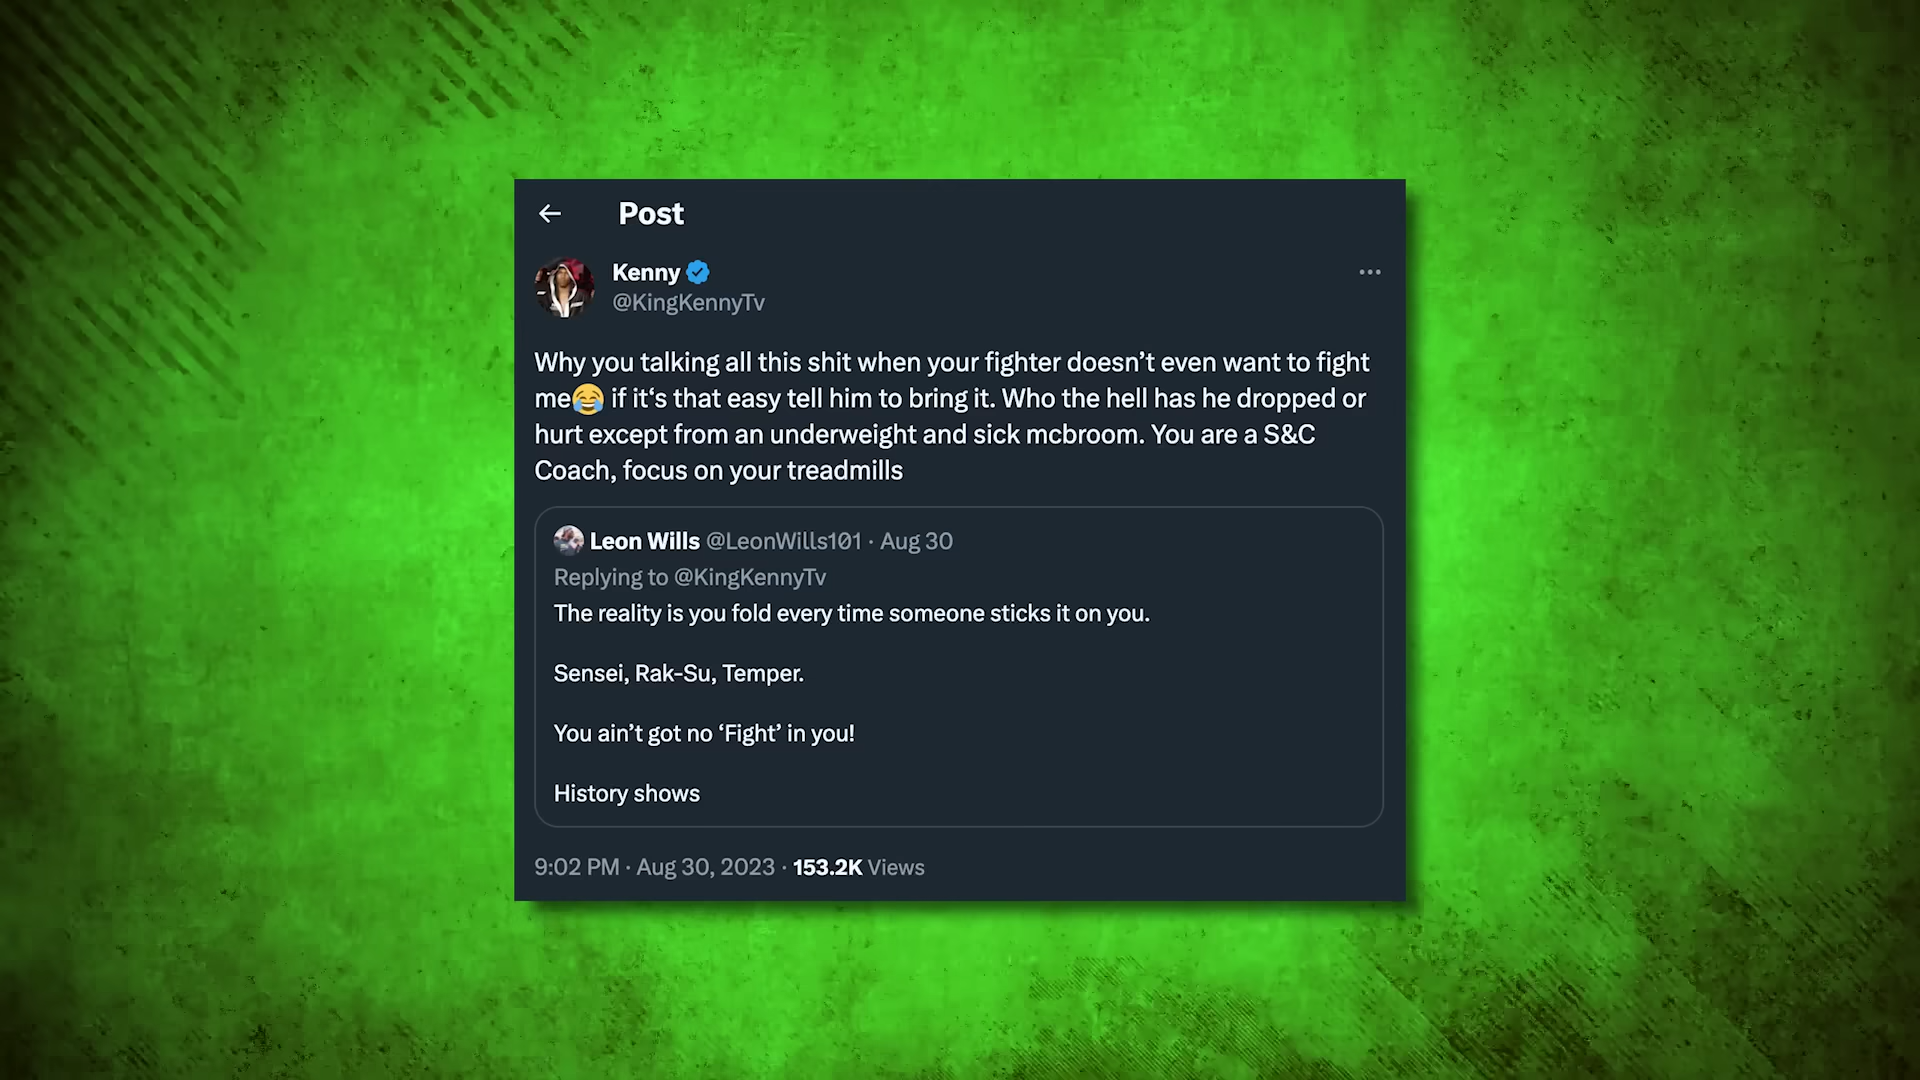 Post
Kenny
@KingKennyTv
Why you talking all this shit when your fighter doesn’t even want to fight
me😂 if it‘s that easy tell him to bring it. Who the hell has he dropped or
hurt except from an underweight and sick mcbroom. You are a S&C
Coach, focus on your treadmills
Leon Wills @LeonWills101 · Aug 30
Replying to @KingKennyTv
The reality is you fold every time someone sticks it on you.
Sensei, Rak-Su, Temper.
You ain’t got no ‘Fight’ in you!
History shows
9:02 PM · Aug 30, 2023 · 153.2K Views